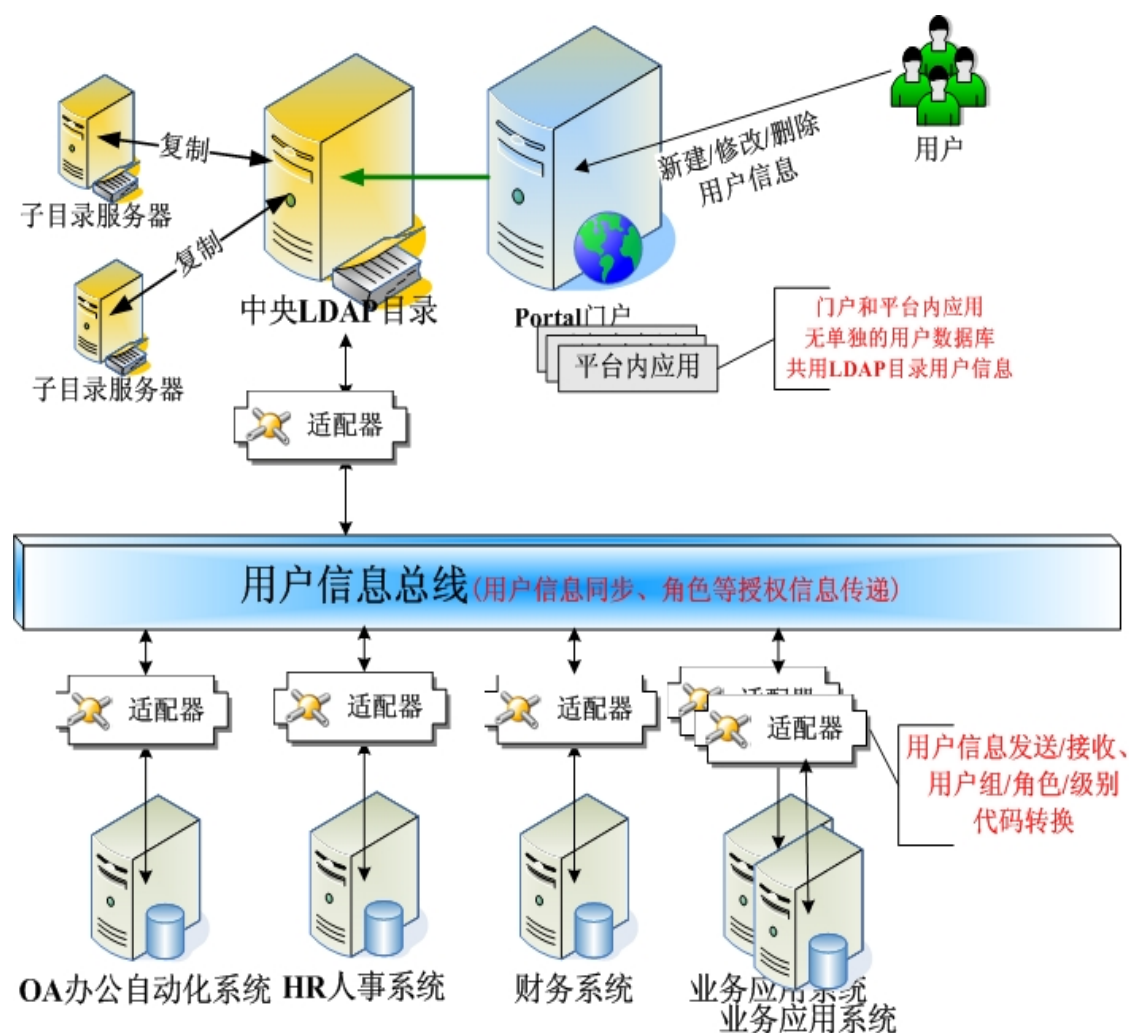 新建/修改/删除
用户信息
用户
复制
子目录服务器
复制
子目录服务器
中央LDAP目录
Portal门户
平台内应用
门户和平台内应用
无单独的用户数据库
共用LDAP目录用户信息
适配器
用户信息总线(用户信息同步、角色等授权信息传递)
适配器
适配器
适配器
适配器
适配器
用户信息发送/接收、
用户组/角色/级别
代码转换
OA办公自动化系统
HR人事系统
财务系统
业务应用系统
业务应用系统